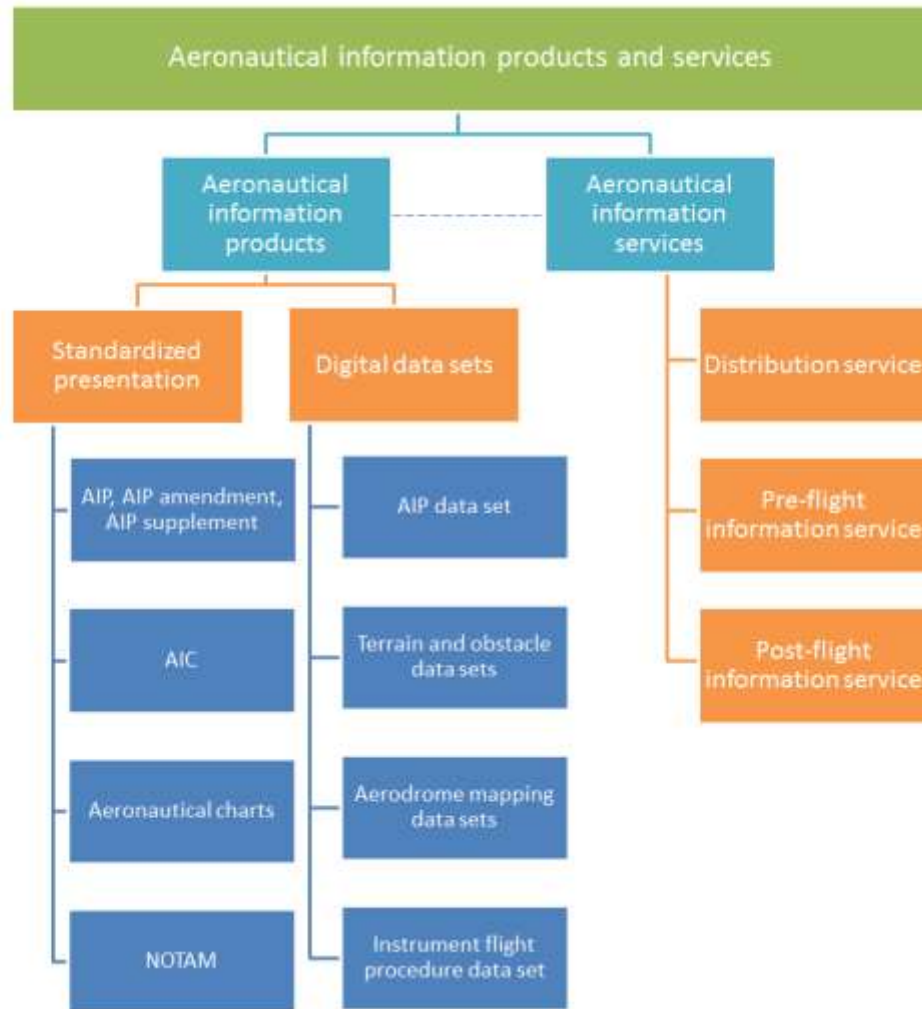 Aeronautical information products and services
Aeronautical
information
products
Aeronautical
information
services
Standardized
presentation
Digital data sets
Distribution service
AIP, AIP amendment,
AIP supplement
AIP data set
Pre-flight
information service
AIC
Terrain and obstacle
data sets
Post-flight
information service
Aeronautical charts
Aerodrome mapping
data sets
NOTAM
Instrument flight
procedure data set